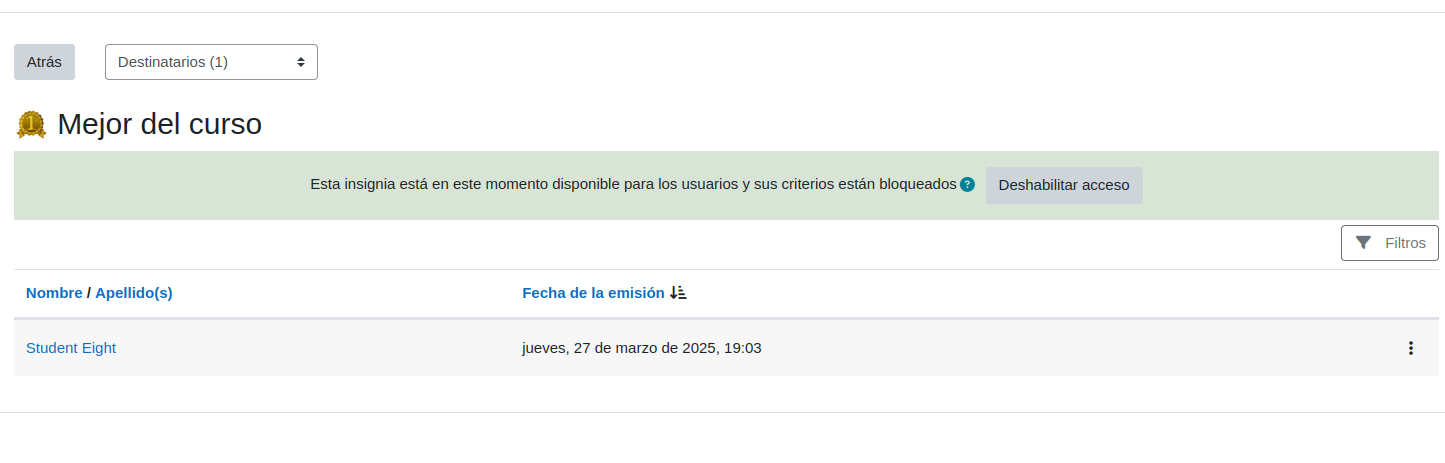 Atrás Destinatarios (1)
Mejor del curso
Esta insignia está en este momento disponible para los usuarios y sus criterios están bloqueados ? Deshabilitar acceso
Filtros
Nombre / Apellido(s) Fecha de la emisión
Student Eight jueves, 27 de marzo de 2025, 19:03